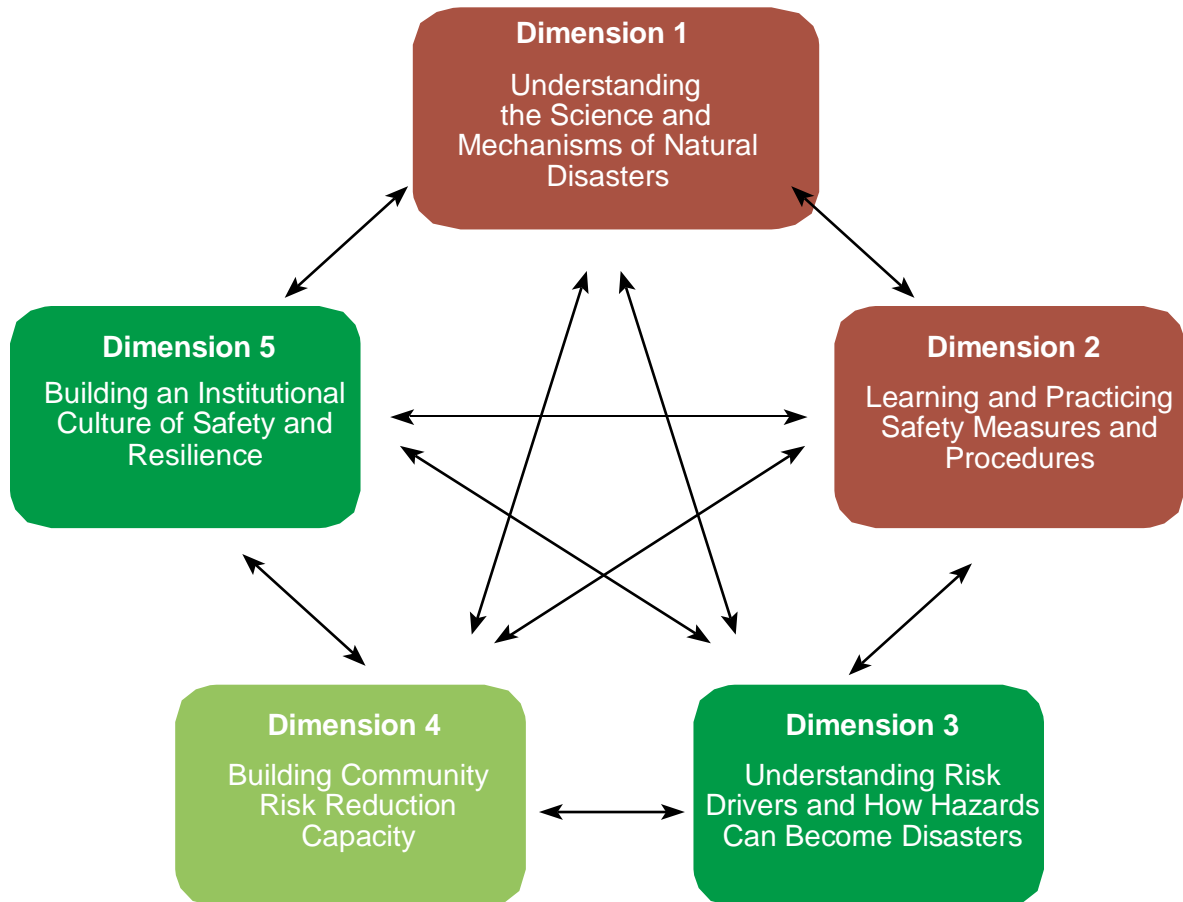 Dimension 1
Understanding
the Science and
Mechanisms of Natural
Disasters
Dimension 5
Building an Institutional
Culture of Safety and
Resilience
Dimension 2
Learning and Practicing
Safety Measures and
Procedures
Dimension 4
Building Community
Risk Reduction
Capacity
Dimension 3
Understanding Risk
Drivers and How Hazards
Can Become Disasters